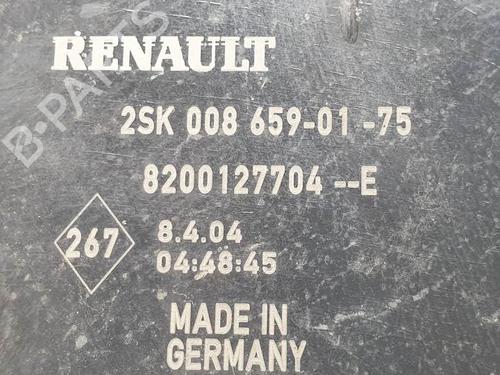 RENAULT
2SK 008 659-01-75
8200127704--E
267
8.4.04
04:48:45
MADE IN
GERMANY
B-PARTS